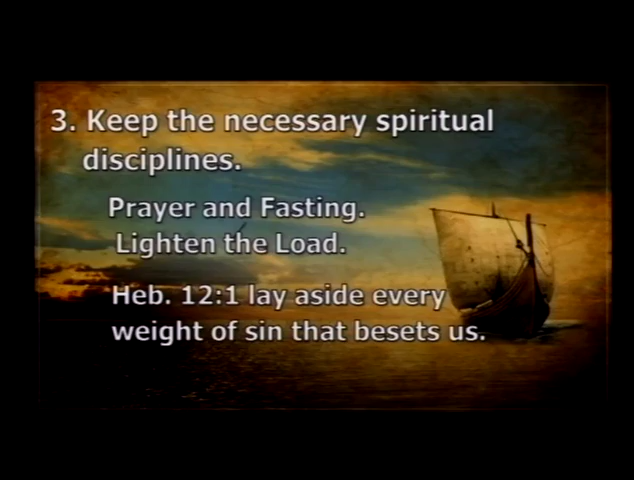 3. Keep the necessary spiritual
disciplines.
Prayer and Fasting.
Lighten the Load.
Heb. 12:1 lay aside every
weight of sin that besets us.